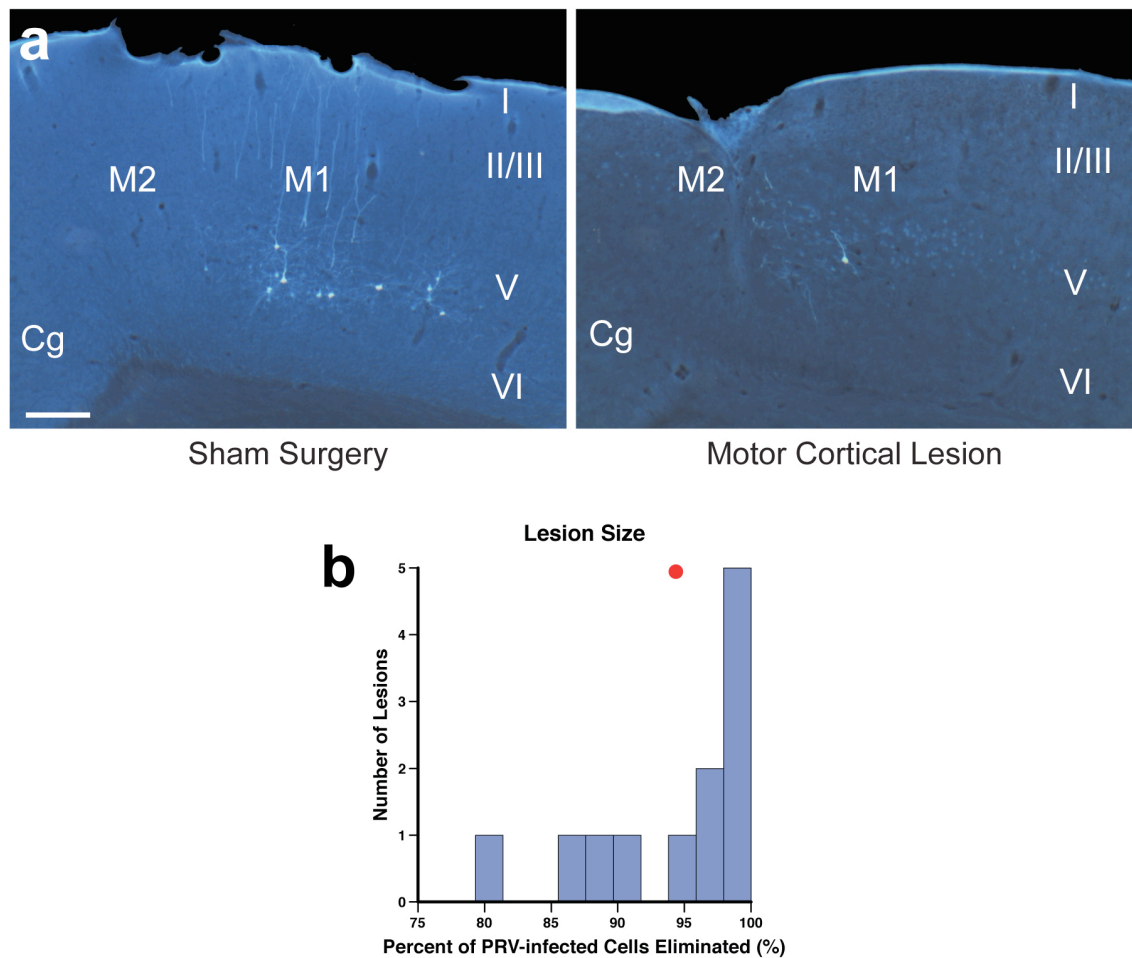 a
I
II/III
M2
M1
V
Cg
VI
I
II/III
M2
M1
V
Cg
VI
Sham Surgery
Motor Cortical Lesion
b
Lesion Size
Number of Lesions
5
4
3
2
1
0
75 80 85 90 95 100
Percent of PRV-infected Cells Eliminated (%)